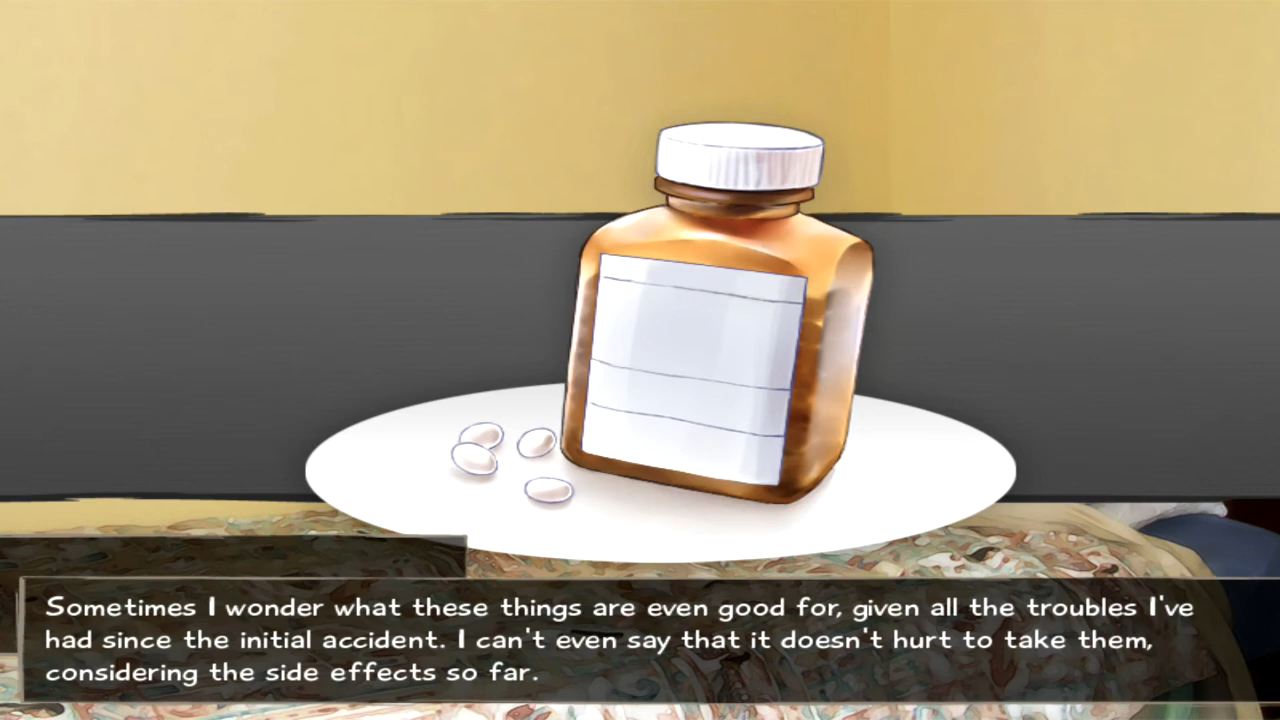 Sometimes I wonder what these things are even good for, given all the troubles I've
had since the initial accident. I can't even say that it doesn't hurt to take them,
considering the side effects so far.